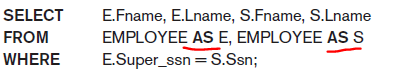 SELECT E.Fname, E.Lname, S.Fname, S.Lname
FROM EMPLOYEE AS E, EMPLOYEE AS S
WHERE E.Super_ssn = S.Ssn;